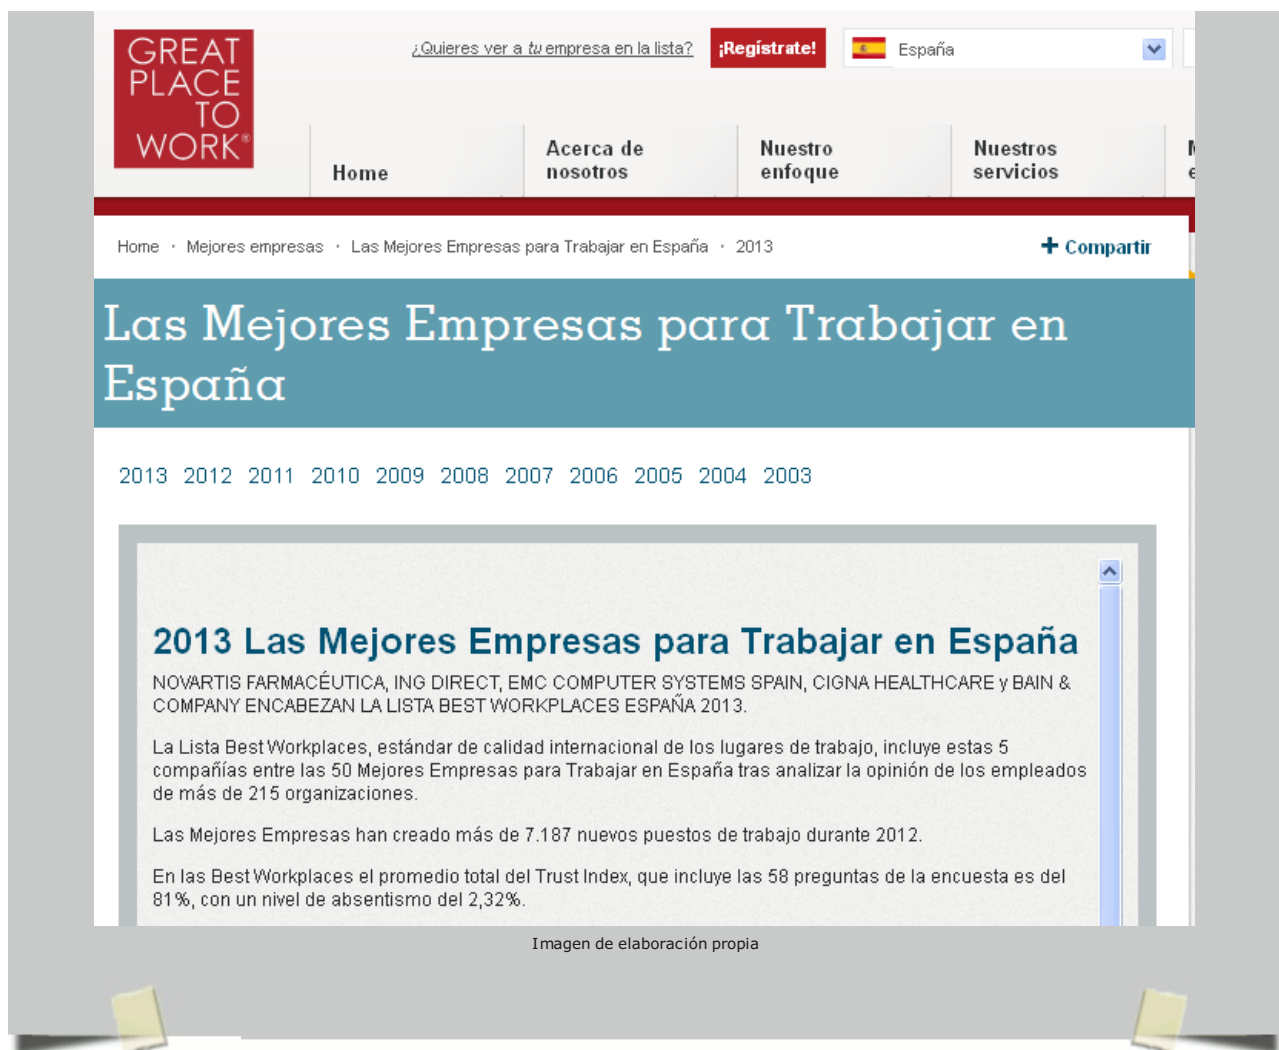 GREAT
PLACE
TO
WORK®
¿Quieres ver a tu empresa en la lista?
¡Regístrate!
España
Home
Acerca de
nosotros
Nuestro
enfoque
Nuestros
servicios
Home · Mejores empresas · Las Mejores Empresas para Trabajar en España · 2013
+ Compartir
Las Mejores Empresas para Trabajar en
España
2013 2012 2011 2010 2009 2008 2007 2006 2005 2004 2003
2013 Las Mejores Empresas para Trabajar en España
NOVARTIS FARMACÉUTICA, ING DIRECT, EMC COMPUTER SYSTEMS SPAIN, CIGNA HEALTHCARE y BAIN &
COMPANY ENCABEZAN LA LISTA BEST WORKPLACES ESPAÑA 2013.
La Lista Best Workplaces, estándar de calidad internacional de los lugares de trabajo, incluye estas 5
compañías entre las 50 Mejores Empresas para Trabajar en España tras analizar la opinión de los empleados
de más de 215 organizaciones.
Las Mejores Empresas han creado más de 7.187 nuevos puestos de trabajo durante 2012.
En las Best Workplaces el promedio total del Trust Index, que incluye las 58 preguntas de la encuesta es del
81%, con un nivel de absentismo del 2,32%.
Imagen de elaboración propia